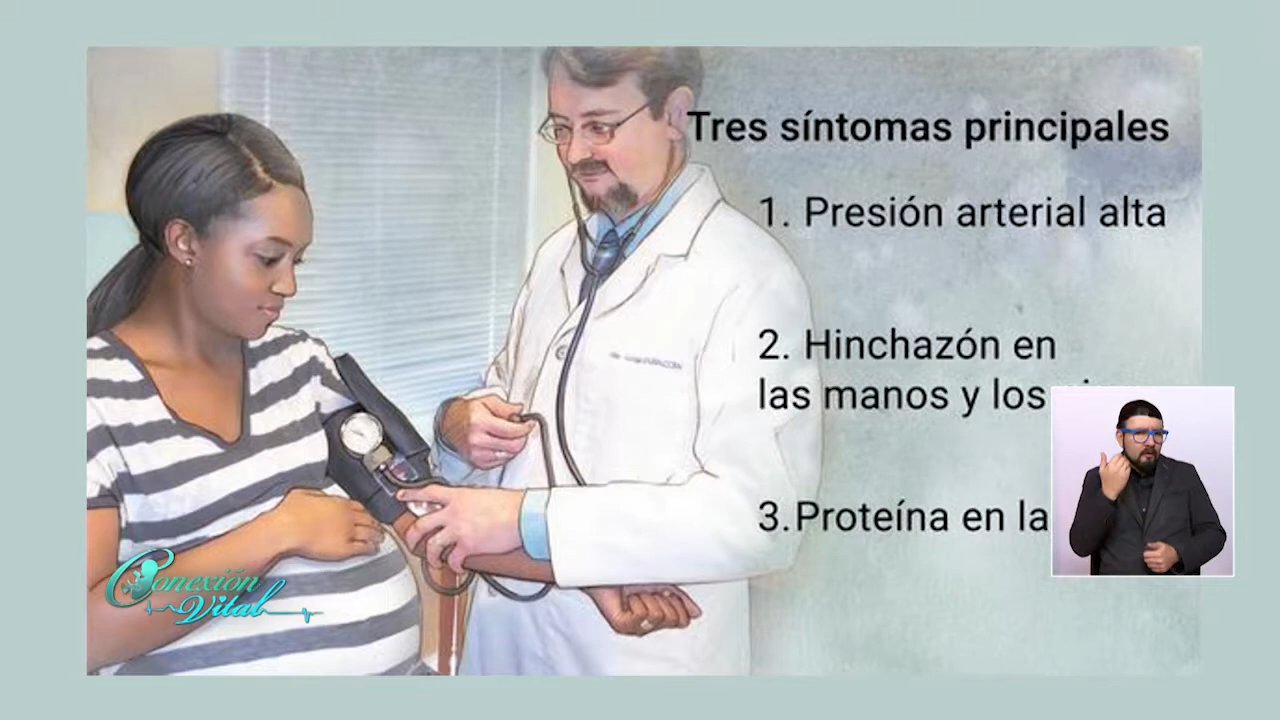 Tres síntomas principales
1. Presión arterial alta
2. Hinchazón en
las manos y los
3.Proteína en la
Conexión
Vital